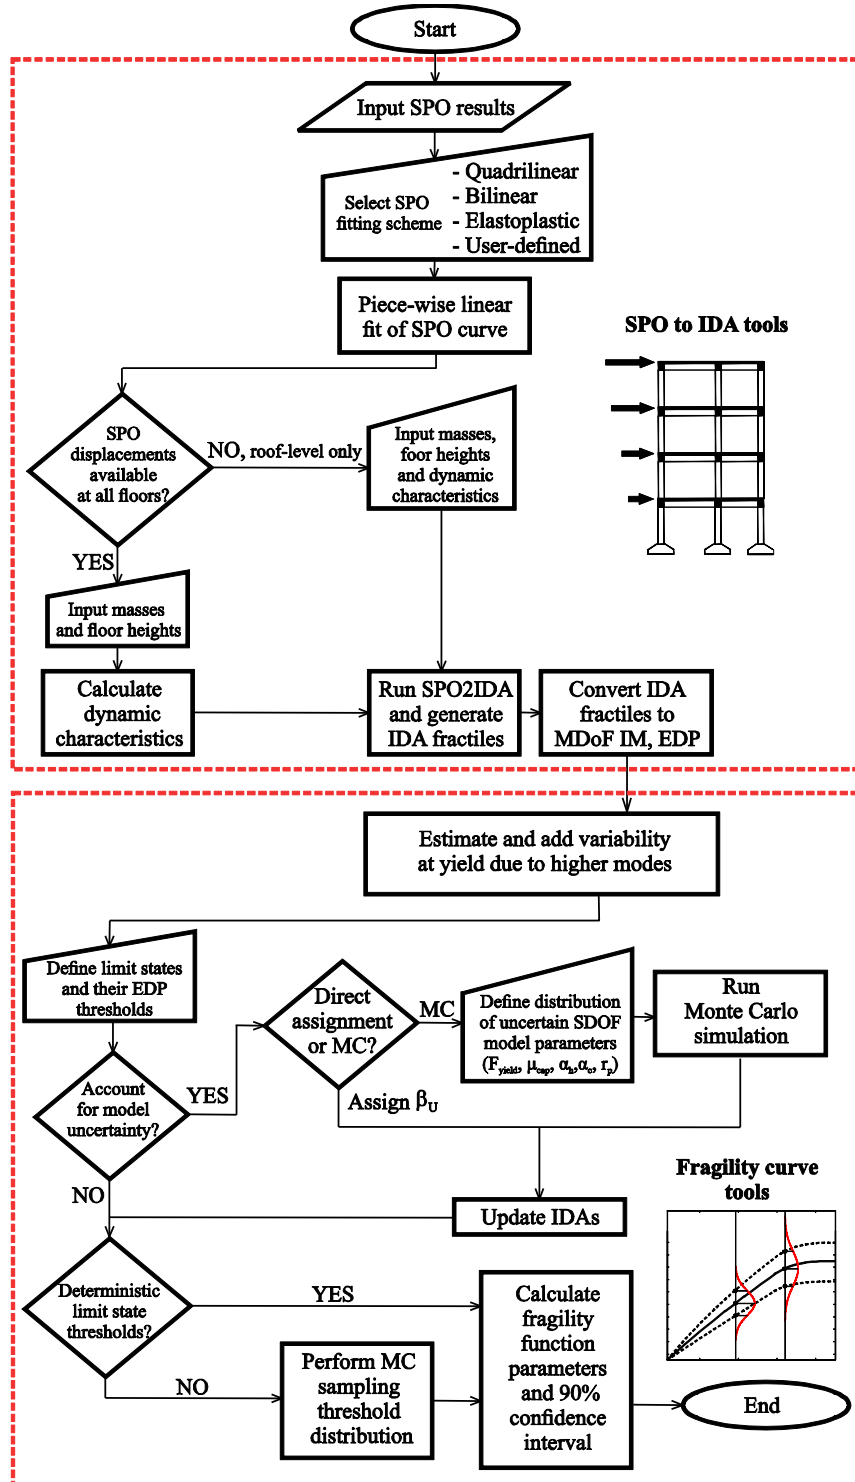 Start
Input SPO results
Select SPO
fitting scheme
- Quadrilinear
- Bilinear
- Elastoplastic
- User-defined
Piece-wise linear
fit of SPO curve
SPO to IDA tools
SPO
displacements
available
at all floors?
NO, roof-level only
Input masses,
foor heights
and dynamic
characteristics
YES
Input masses
and floor heights
Calculate
dynamic
characteristics
Run SPO2IDA
and generate
IDA fractiles
Convert IDA
fractiles to
MDoF IM, EDP
Estimate and add variability
at yield due to higher modes
Define limit states
and their EDP
thresholds
Direct
assignment
or MC?
MC
Define distribution
of uncertain SDOF
model parameters
(Fyield, μcap, αh,αc, rp)
Run
Monte Carlo
simulation
Account
for model
uncertainty?
YES
Assign βU
NO
Update IDAs
Fragility curve
tools
Deterministic
limit state
thresholds?
YES
NO
Perform MC
sampling
threshold
distribution
Calculate
fragility
function
parameters
and 90%
confidence
interval
End